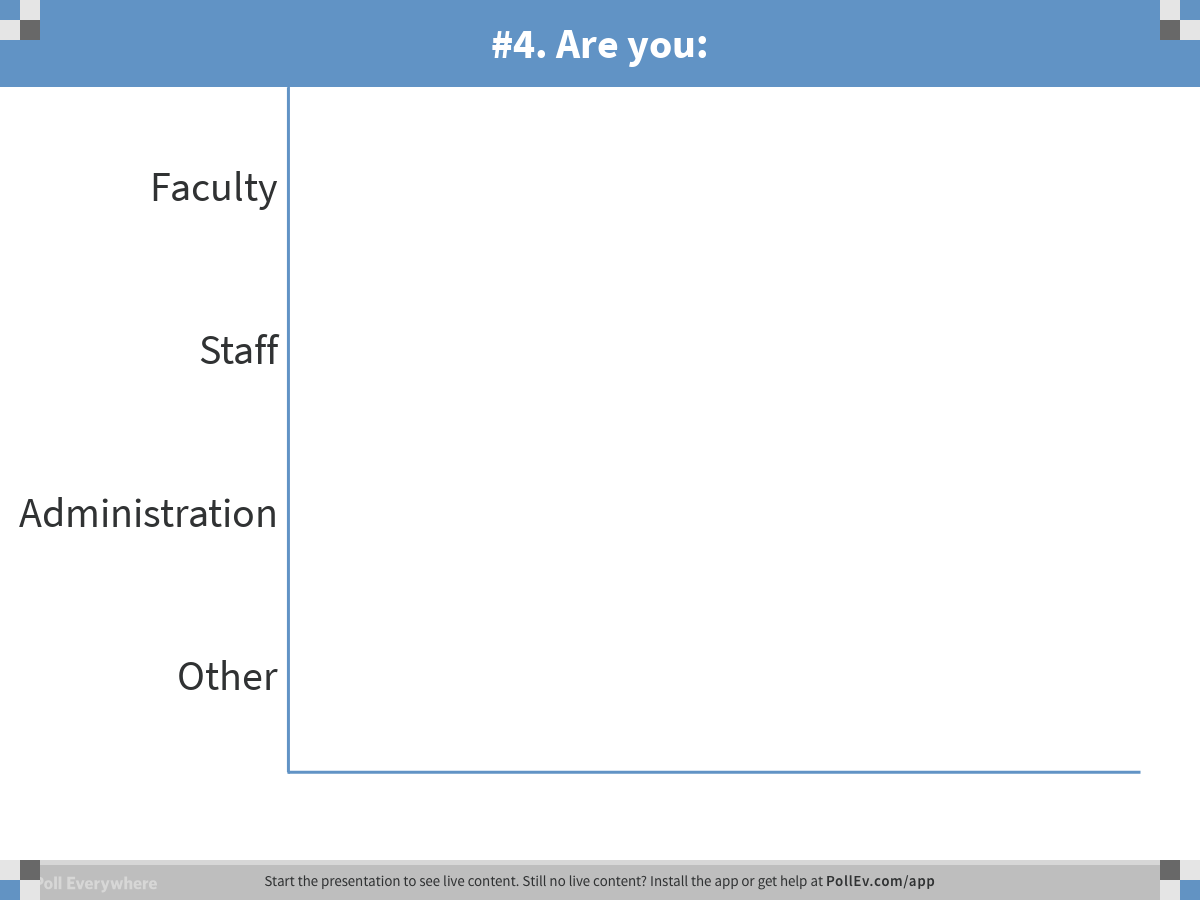 #4. Are you:
Faculty
Staff
Administration
Other
Poll Everywhere
Start the presentation to see live content. Still no live content? Install the app or get help at PollEv.com/app